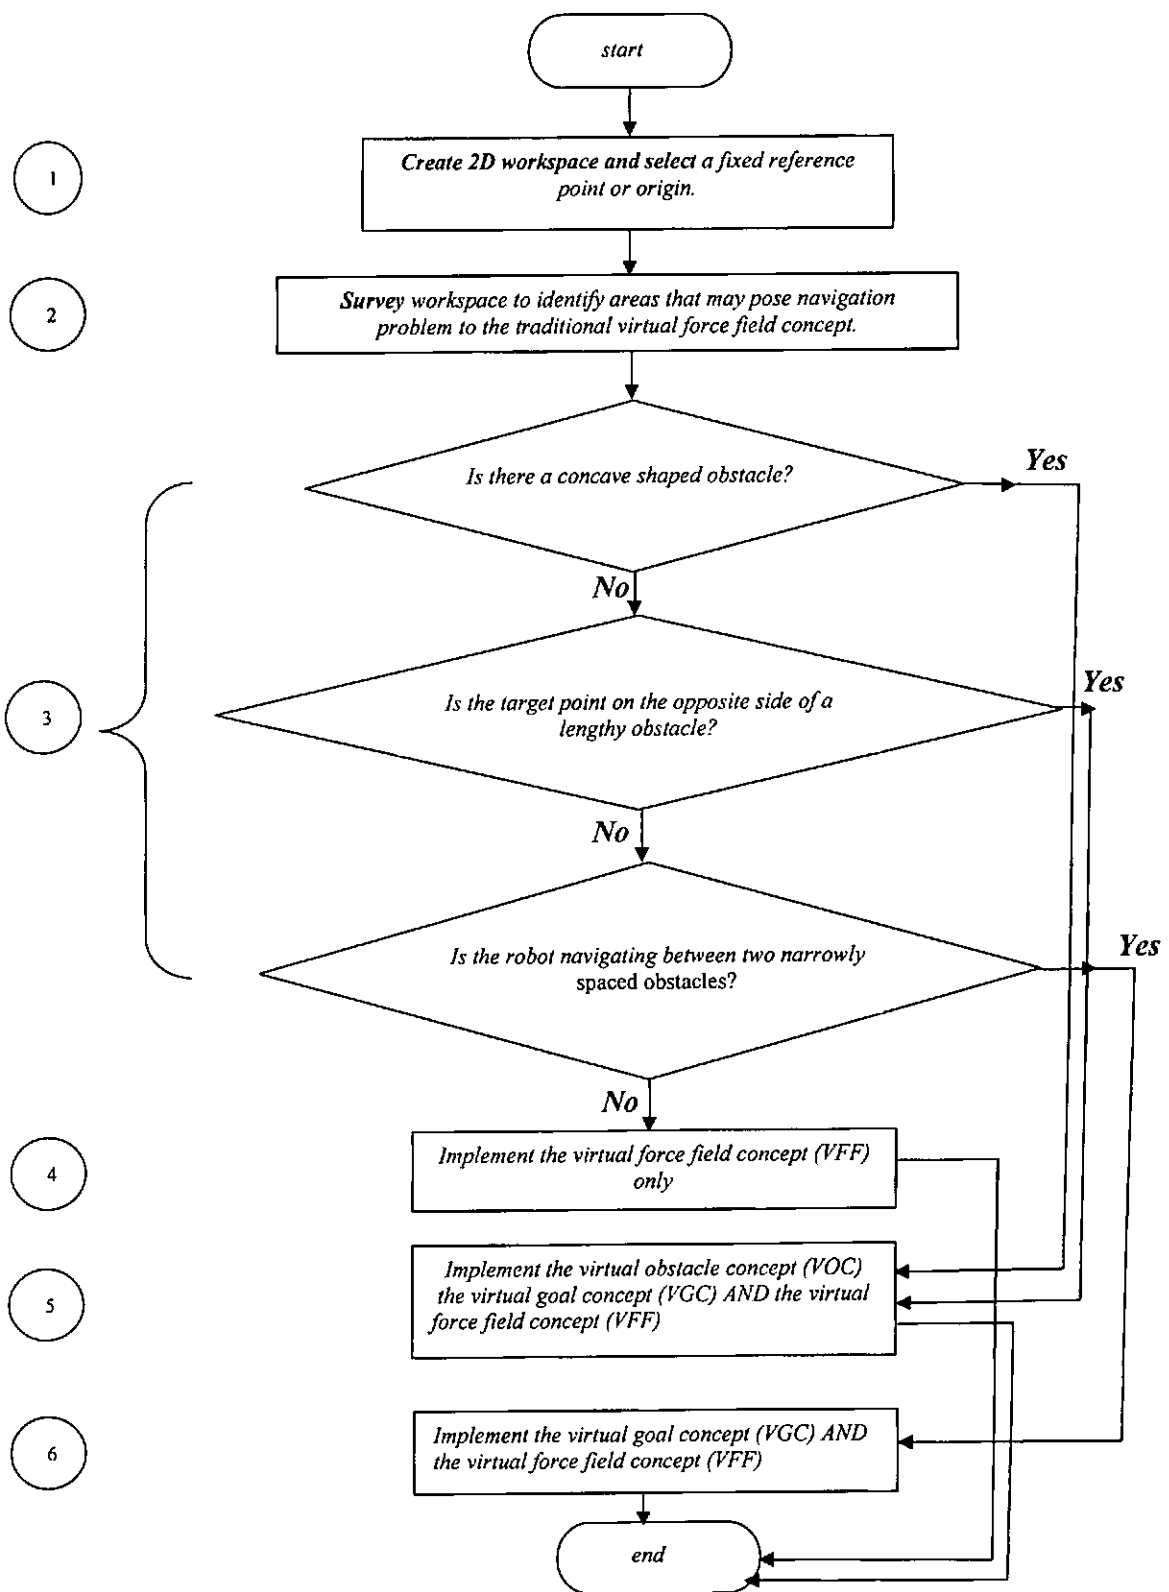 start
1
Create 2D workspace and select a fixed reference
point or origin.
2
Survey workspace to identify areas that may pose navigation
problem to the traditional virtual force field concept.
Is there a concave shaped obstacle?
Yes
No
3
Is the target point on the opposite side of a
lengthy obstacle?
Yes
No
Is the robot navigating between two narrowly
spaced obstacles?
Yes
No
4
Implement the virtual force field concept (VFF)
only
5
Implement the virtual obstacle concept (VOC)
the virtual goal concept (VGC) AND the virtual
force field concept (VFF)
6
Implement the virtual goal concept (VGC) AND
the virtual force field concept (VFF)
end